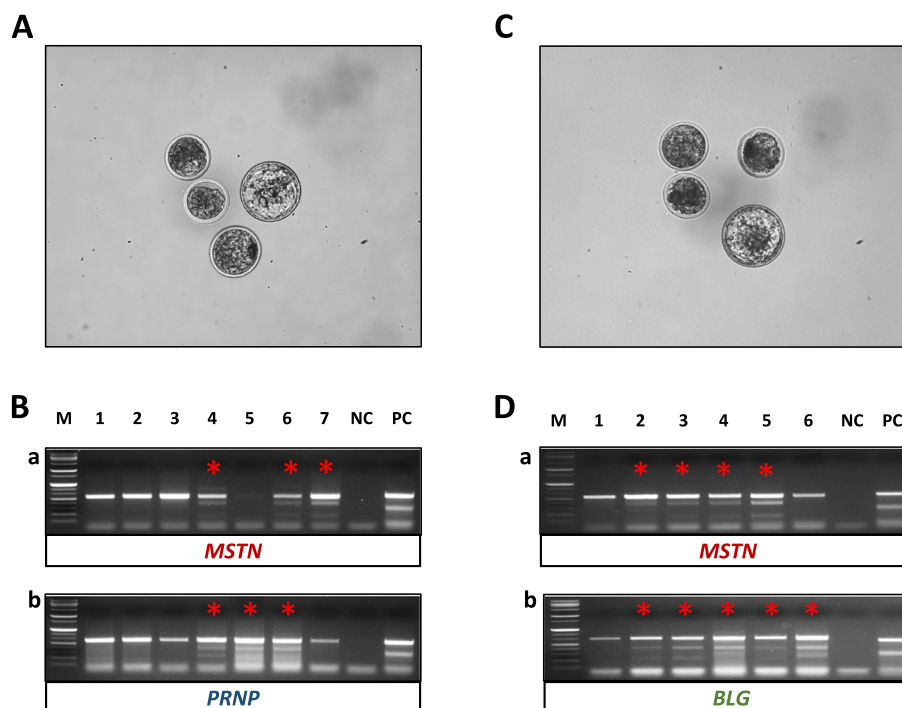 A
C
B
M 1 2 3 4 5 6 7 NC PC
a
* * *
MSTN
b
* * *
PRNP
D
M 1 2 3 4 5 6 NC PC
a
* * * *
MSTN
b
* * * * *
BLG